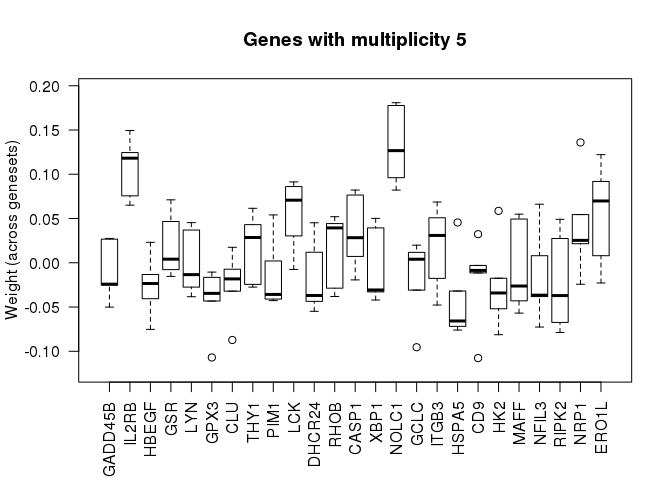 Genes with multiplicity 5
Weight (across genesets)
0.20
0.15
0.10
0.05
0.00
-0.05
-0.10
GADD45B
IL2RB
HBEGF
GSR
LYN
GPX3
CLU
THY1
PIM1
LCK
DHCR24
RHOB
CASP1
XBP1
NOLC1
GCLC
ITGB3
HSPA5
CD9
HK2
MAFF
NFIL3
RIPK2
NRP1
ERO1L